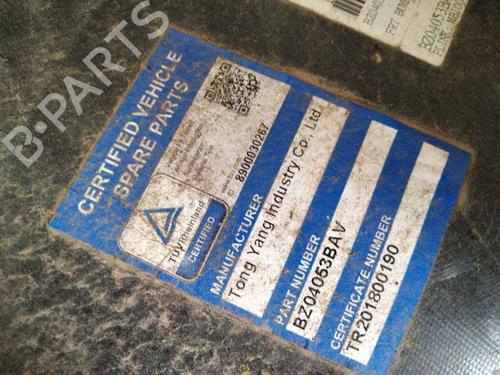 B-PARTS
CERTIFIED VEHICLE
SPARE PARTS
TÜVRheinland
CERTIFIED
8900030267
MANUFACTURER
Tong Yang Industry Co., Ltd.
PART NUMBER
BZ04053BAV
CERTIFICATE NUMBER
TR201800190